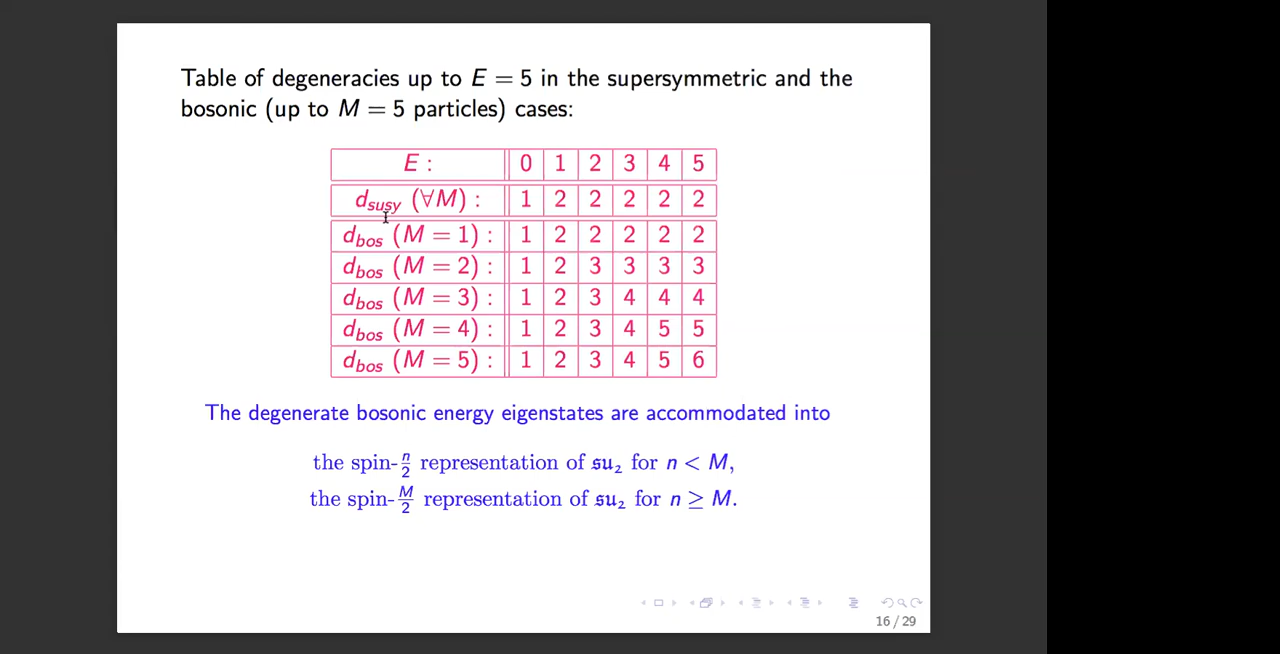 Table of degeneracies up to E = 5 in the supersymmetric and the
bosonic (up to M = 5 particles) cases:
E : 0 1 2 3 4 5
d_susy (∀M) : 1 2 2 2 2 2
d_bos (M = 1) : 1 2 2 2 2 2
d_bos (M = 2) : 1 2 3 3 3 3
d_bos (M = 3) : 1 2 3 4 4 4
d_bos (M = 4) : 1 2 3 4 5 5
d_bos (M = 5) : 1 2 3 4 5 6
The degenerate bosonic energy eigenstates are accommodated into
the spin-n/2 representation of 𝔰𝔲₂ for n < M,
the spin-M/2 representation of 𝔰𝔲₂ for n ≥ M.
16 / 29